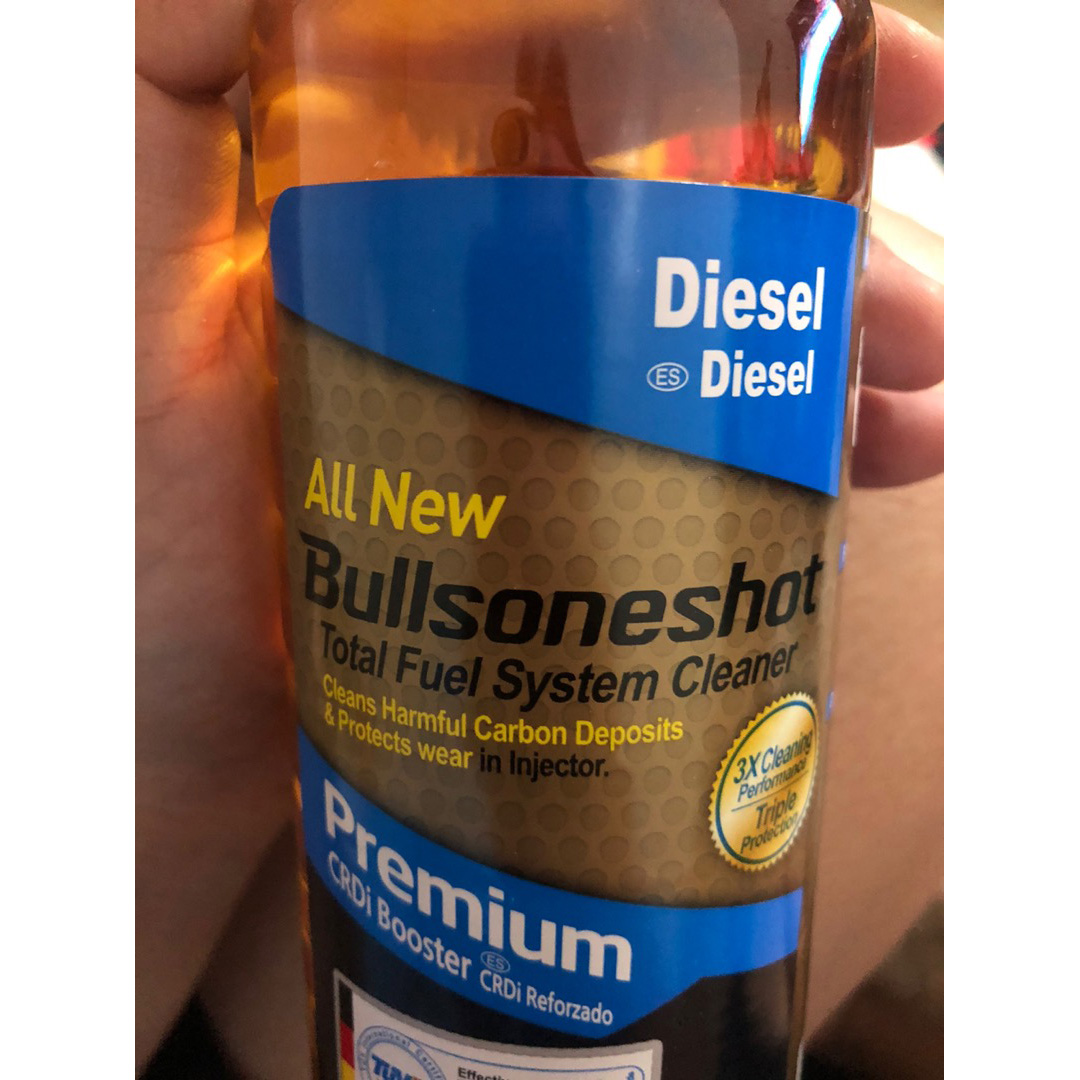 Diesel
ES Diesel
All New
Bullsoneshot
Total Fuel System Cleaner
Cleans Harmful Carbon Deposits
& Protects wear in Injector.
3X Cleaning
Performance
Triple
Protection
Premium
CRDi Booster
ES CRDi Reforzado